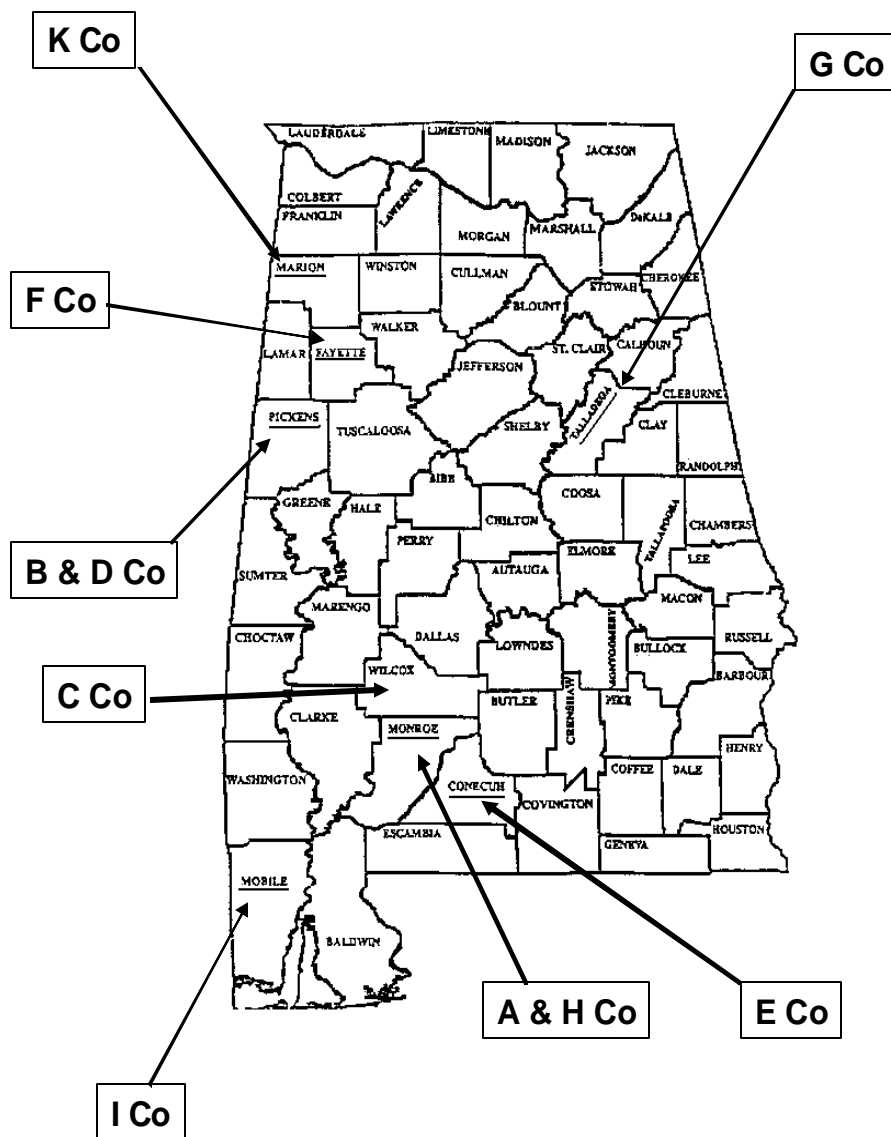 K Co
G Co
LAUDERDALE
LIMESTONE
MADISON
JACKSON
COLBERT
LAWRENCE
FRANKLIN
MORGAN
MARSHALL
DeKALB
MARION
WINSTON
CULLMAN
CHEROKEE
ETOWAH
BLOUNT
F Co
LAMAR
FAYETTE
WALKER
JEFFERSON
ST. CLAIR
CALHOUN
CLEBURNE
PICKENS
TUSCALOOSA
SHELBY
TALLADEGA
CLAY
RANDOLPH
BIBB
GREENE
HALE
COOSA
CHILTON
TALLAPOOSA
CHAMBERS
B & D Co
PERRY
ELMORE
LEE
SUMTER
AUTAUGA
MARENGO
MACON
CHOCTAW
DALLAS
LOWNDES
MONTGOMERY
RUSSELL
BULLOCK
WILCOX
BARBOUR
C Co
CLARKE
BUTLER
CRENSHAW
PIKE
MONROE
HENRY
WASHINGTON
CONECUH
COFFEE
DALE
COVINGTON
ESCAMBIA
GENEVA
HOUSTON
MOBILE
BALDWIN
A & H Co
E Co
I Co